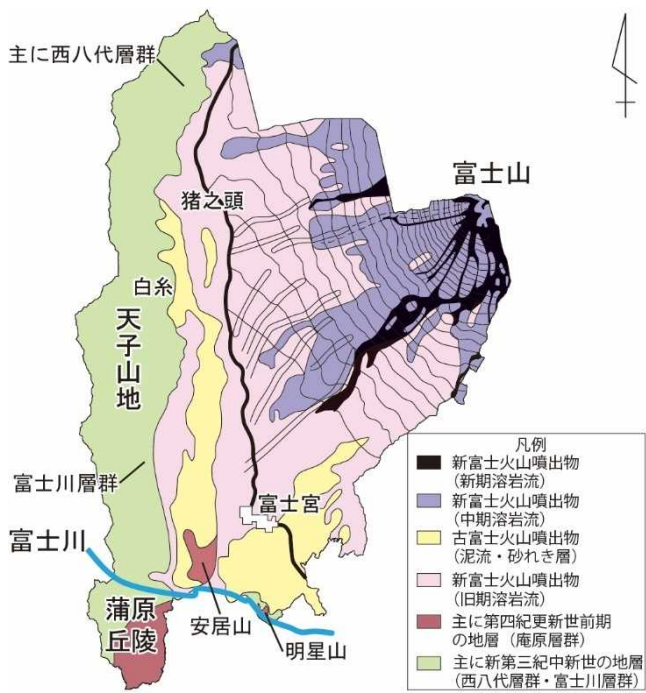 主に西八代層群
富士山
猪之頭
白糸
天子山地
富士川層群
富士宮
富士川
蒲原
丘陵
安居山
明星山
凡例
新富士火山噴出物
(新期溶岩流)
新富士火山噴出物
(中期溶岩流)
古富士火山噴出物
(泥流・砂れき層)
新富士火山噴出物
(旧期溶岩流)
主に第四紀更新世前期
の地層(庵原層群)
主に新第三紀中新世の地層
(西八代層群・富士川層群)